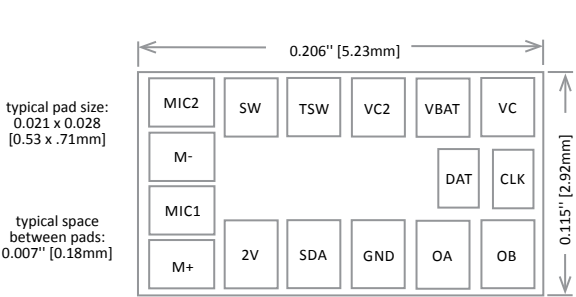 0.206'' [5.23mm]
typical pad size:
0.021 x 0.028
[0.53 x .71mm]
MIC2
SW
TSW
VC2
VBAT
VC
M-
DAT
CLK
0.115'' [2.92mm]
MIC1
typical space
between pads:
0.007'' [0.18mm]
M+
2V
SDA
GND
OA
OB